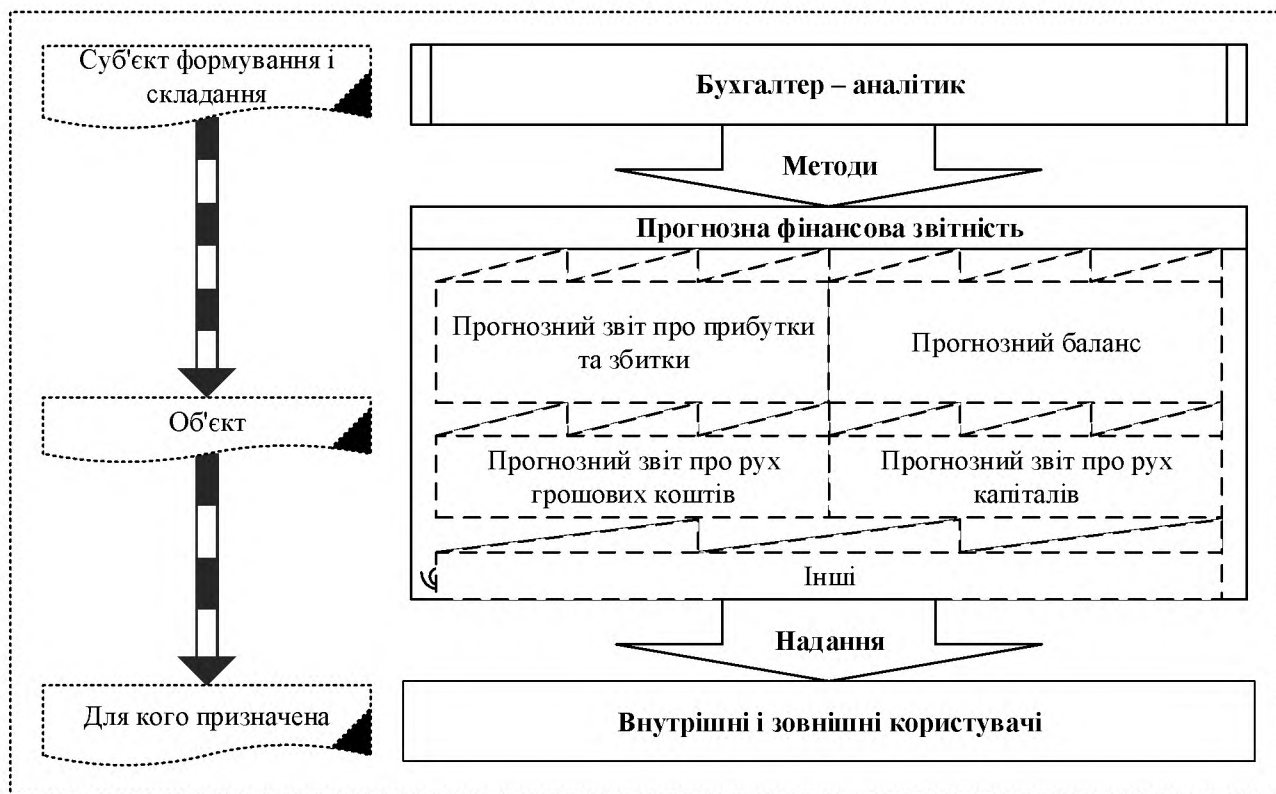 Суб'єкт формування і
складання
Бухгалтер – аналітик
Методи
Прогнозна фінансова звітність
Прогнозний звіт про прибутки
та збитки
Прогнозний баланс
Об'єкт
Прогнозний звіт про рух
грошових коштів
Прогнозний звіт про рух
капіталів
Інші
Надання
Для кого призначена
Внутрішні і зовнішні користувачі